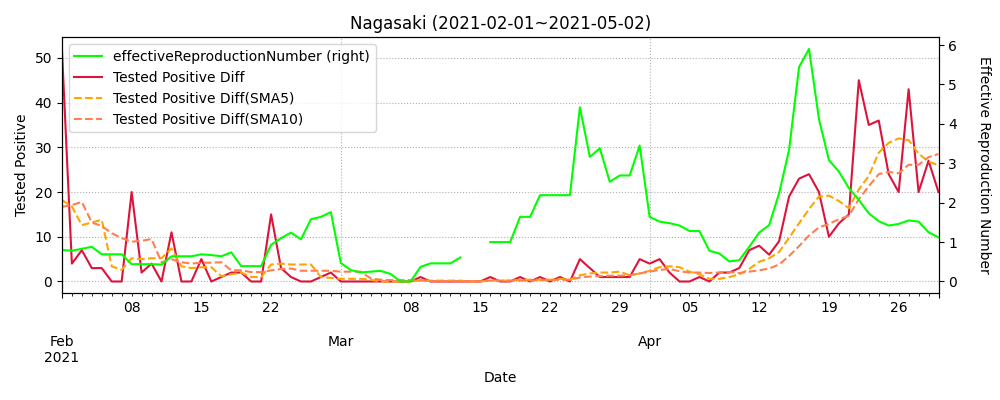 Nagasaki (2021-02-01~2021-05-02)
effectiveReproductionNumber (right)
Tested Positive Diff
Tested Positive Diff(SMA5)
Tested Positive Diff(SMA10)
Tested Positive
50
40
30
20
10
0
Effective Reproduction Number
6
5
4
3
2
1
0
08 15 22 08 15 22 29 05 12 19 26
Feb Mar Apr
2021
Date